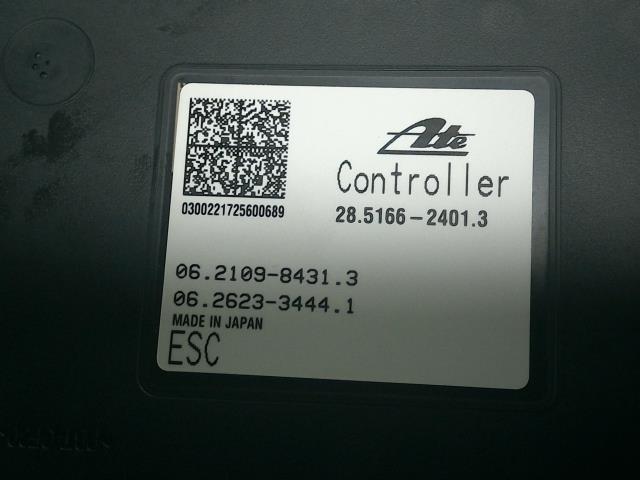 Ate
Controller
28.5166-2401.3
0300221725600689
06.2109-8431.3
06.2623-3444.1
MADE IN JAPAN
ESC